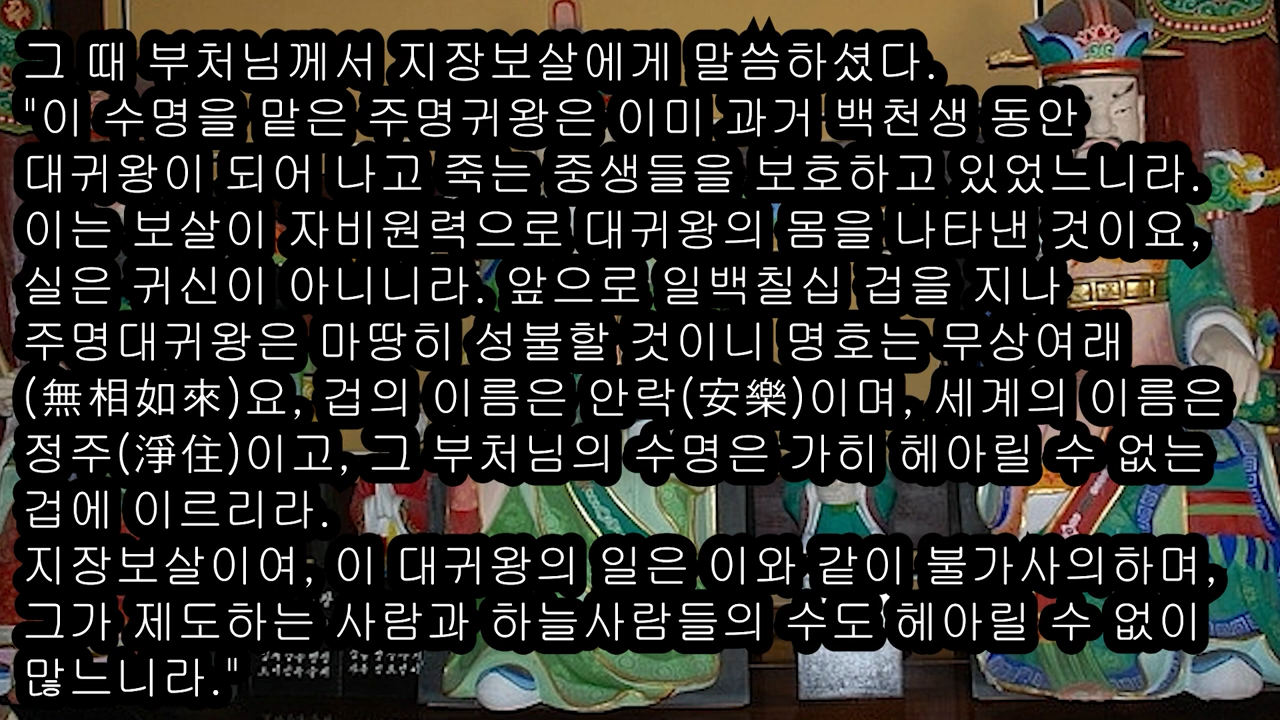 그 때 부처님께서 지장보살에게 말씀하셨다.
"이 수명을 맡은 주명귀왕은 이미 과거 백천생 동안
대귀왕이 되어 나고 죽는 중생들을 보호하고 있었느니라.
이는 보살이 자비원력으로 대귀왕의 몸을 나타낸 것이요,
실은 귀신이 아니니라. 앞으로 일백칠십 겁을 지나
주명대귀왕은 마땅히 성불할 것이니 명호는 무상여래
(無相如來)요, 겁의 이름은 안락(安樂)이며, 세계의 이름은
정주(淨住)이고, 그 부처님의 수명은 가히 헤아릴 수 없는
겁에 이르리라.
지장보살이여, 이 대귀왕의 일은 이와 같이 불가사의하며,
그가 제도하는 사람과 하늘사람들의 수도 헤아릴 수 없이
많느니라."